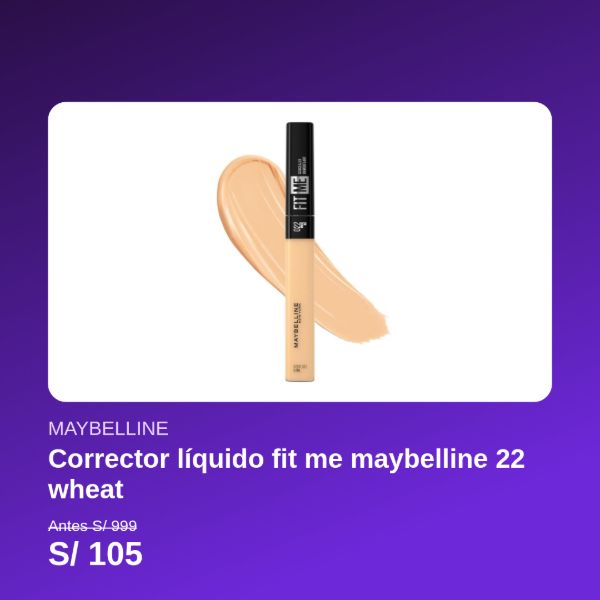 FIT ME
MAYBELLINE
MAYBELLINE
Corrector líquido fit me maybelline 22
wheat
Antes S/ 999
S/ 105